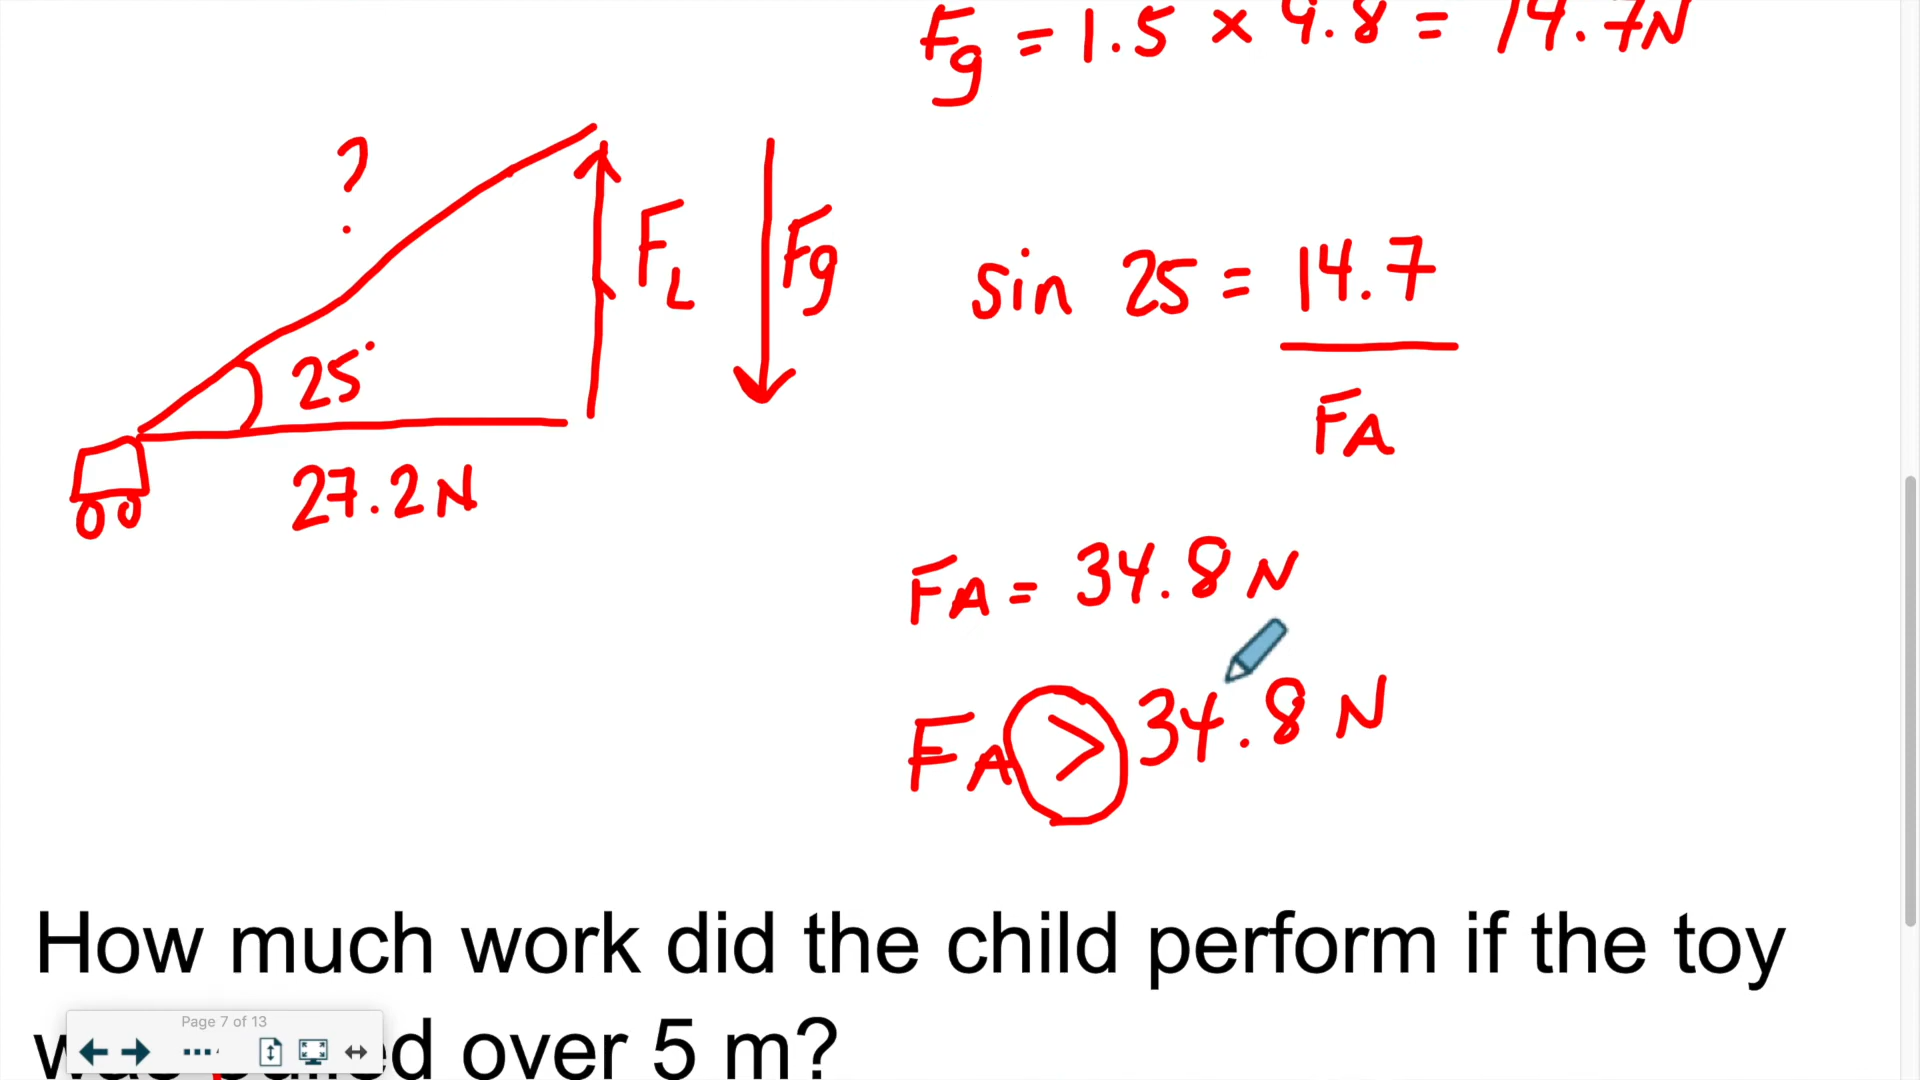 Fg = 1.5 × 9.8 = 14.7N
?
FL
Fg
sin 25 = 14.7
FA
25°
27.2N
FA = 34.8 N
FA > 34.8 N
How much work did the child perform if the toy
was pulled over 5 m?
Page 7 of 13